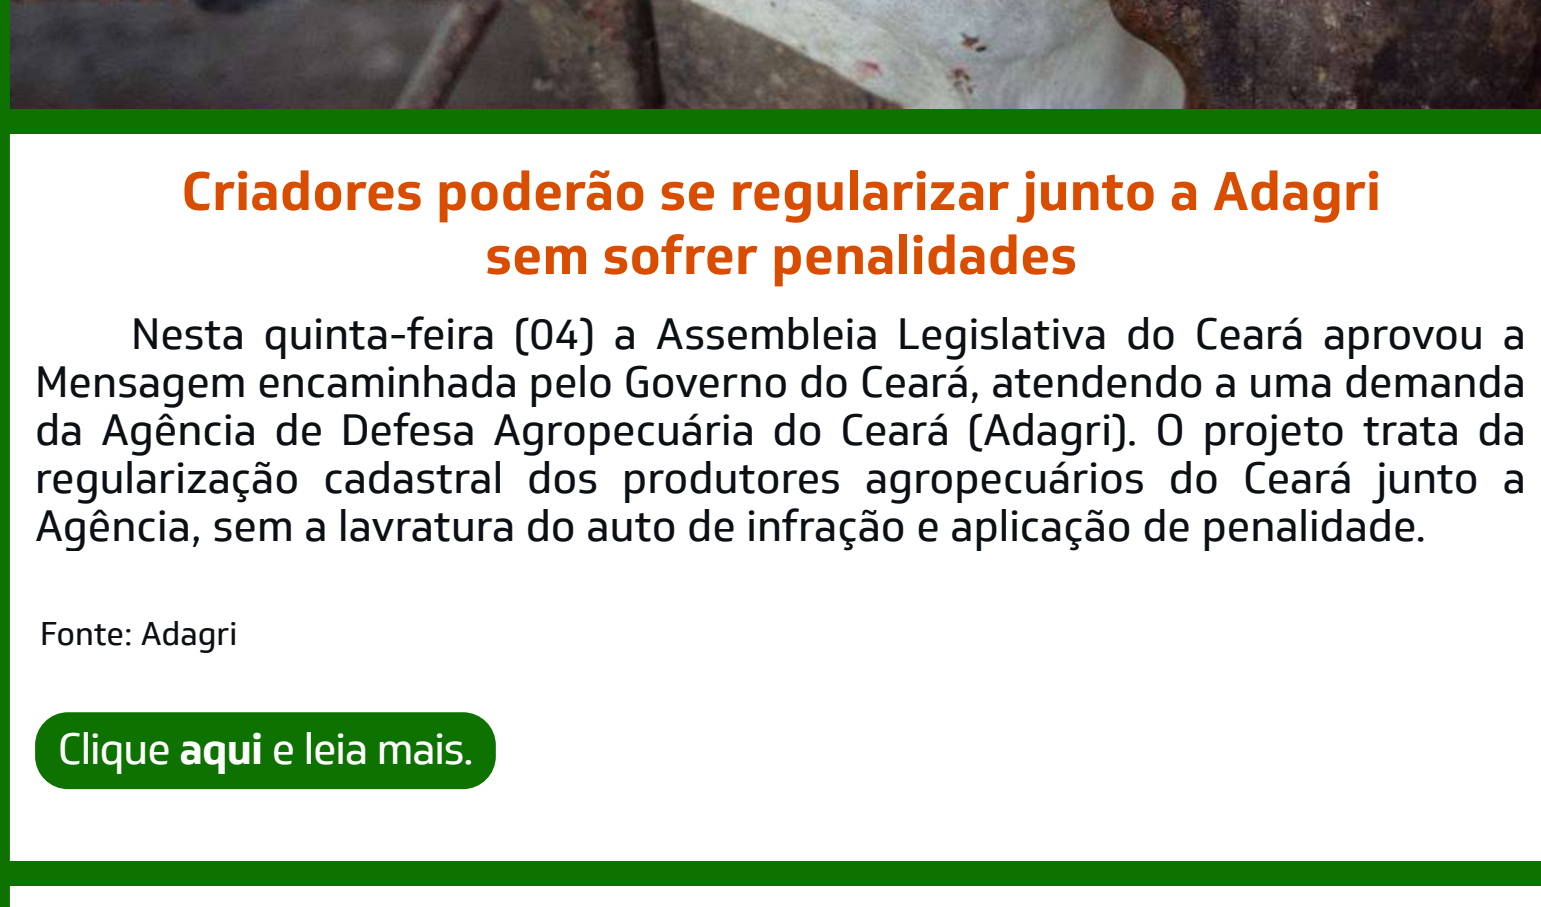 Criadores poderão se regularizar junto a Adagri
sem sofrer penalidades
Nesta quinta-feira (04) a Assembleia Legislativa do Ceará aprovou a
Mensagem encaminhada pelo Governo do Ceará, atendendo a uma demanda
da Agência de Defesa Agropecuária do Ceará (Adagri). O projeto trata da
regularização cadastral dos produtores agropecuários do Ceará junto a
Agência, sem a lavratura do auto de infração e aplicação de penalidade.
Fonte: Adagri
Clique aqui e leia mais.